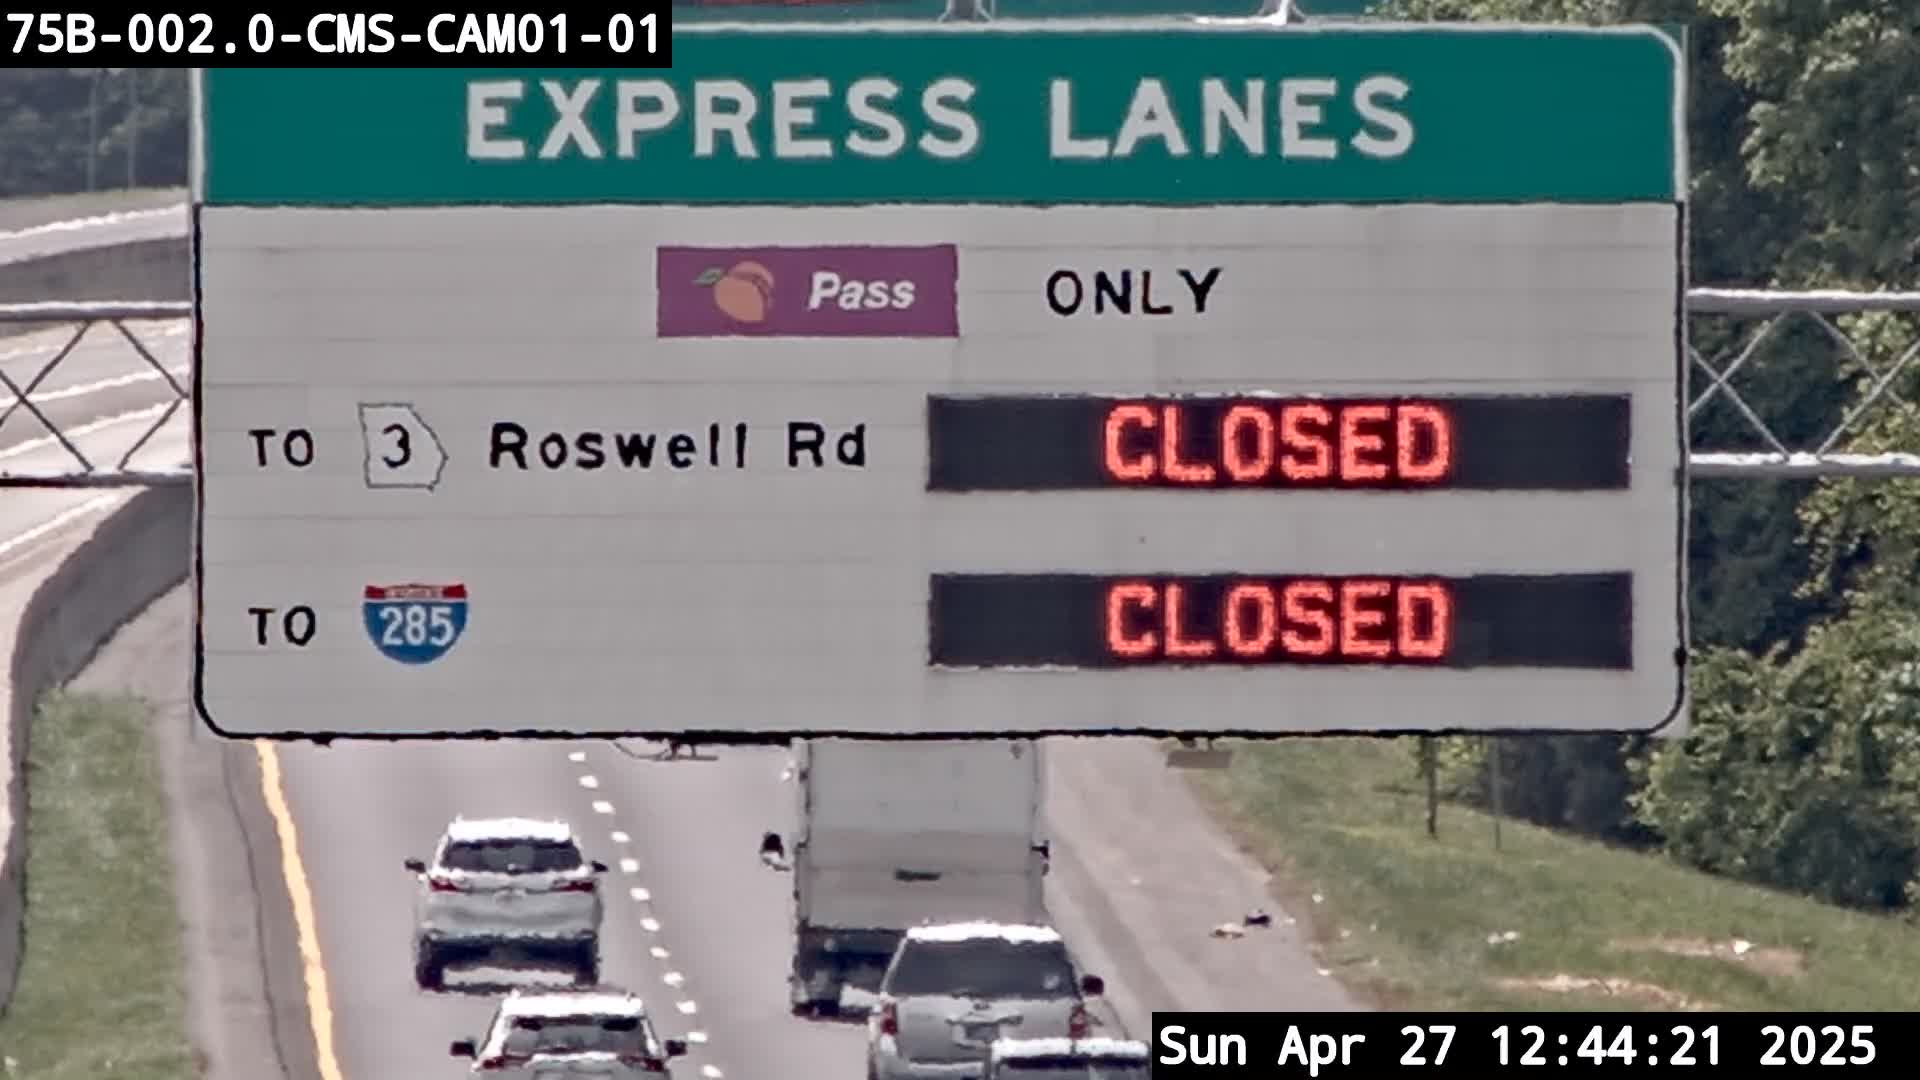 75B-002.0-CMS-CAM01-01
EXPRESS LANES
Pass ONLY
TO 3 Roswell Rd CLOSED
TO 285 CLOSED
Sun Apr 27 12:44:21 2025